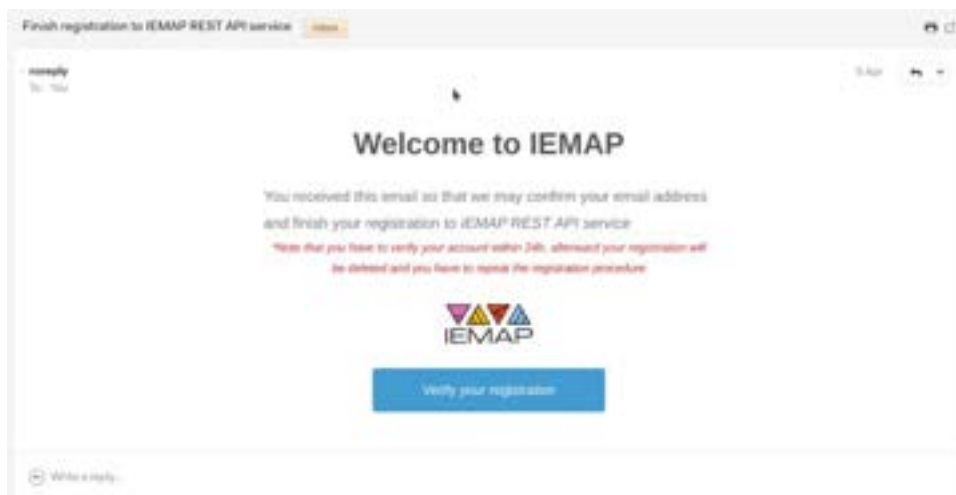 Finish registration to IEMAP REST API service Inbox
noreply
To: You
5 Apr
Welcome to IEMAP
You received this email so that we may confirm your email address
and finish your registration to IEMAP REST API service
*Note that you have to verify your account within 24h, afterward your registration will
be deleted and you have to repeat the registration procedure
IEMAP
Verify your registration
Write a reply...